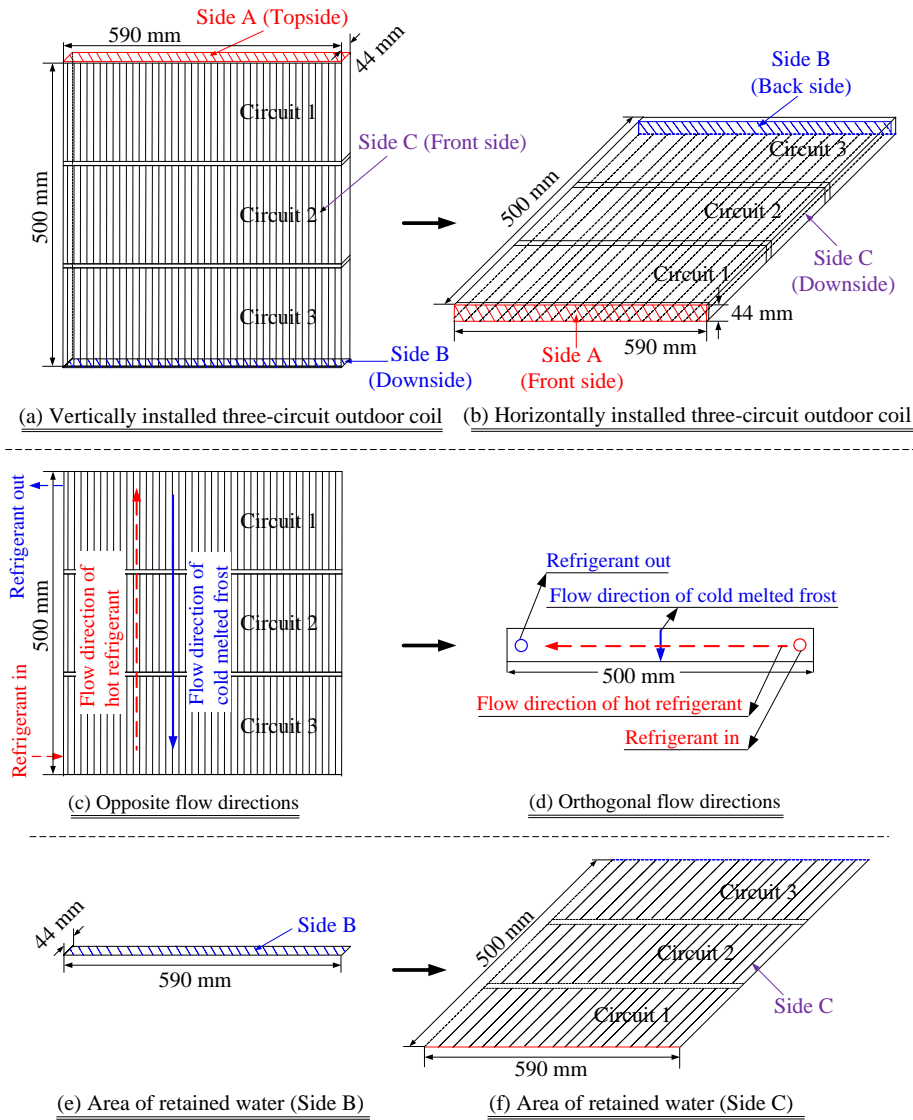 Side A (Topside)
590 mm
44 mm
500 mm
Circuit 1
Side C (Front side)
Circuit 2
Circuit 3
Side B
(Downside)
(a) Vertically installed three-circuit outdoor coil
Side B
(Back side)
Circuit 3
500 mm
Circuit 2
Side C
(Downside)
Circuit 1
44 mm
590 mm
Side A
(Front side)
(b) Horizontally installed three-circuit outdoor coil
Refrigerant out
Refrigerant in
500 mm
Flow direction of
hot refrigerant
Flow direction of
cold melted frost
Circuit 1
Circuit 2
Circuit 3
(c) Opposite flow directions
Refrigerant out
Flow direction of cold melted frost
500 mm
Flow direction of hot refrigerant
Refrigerant in
(d) Orthogonal flow directions
44 mm
Side B
590 mm
(e) Area of retained water (Side B)
500 mm
Circuit 3
Circuit 2
Circuit 1
Side C
590 mm
(f) Area of retained water (Side C)